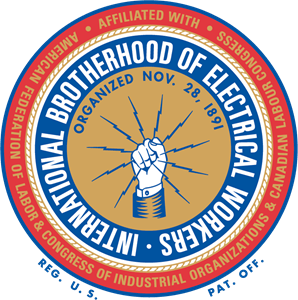 • AFFILIATED WITH •
AMERICAN FEDERATION OF LABOR & CONGRESS OF INDUSTRIAL ORGANIZATIONS & CANADIAN LABOUR CONGRESS
INTERNATIONAL BROTHERHOOD OF ELECTRICAL WORKERS •
ORGANIZED NOV. 28, 1891
REG. U. S. PAT. OFF.